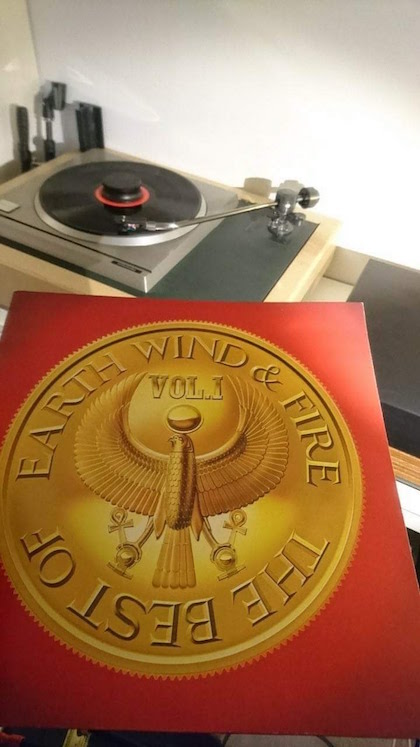 EARTH WIND & FIRE
VOL.I
THE BEST OF